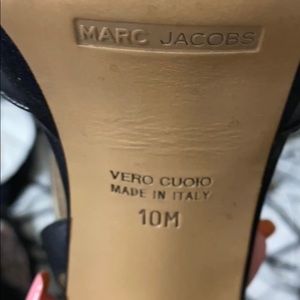 MARC JACOBS
VERO CUOIO
MADE IN ITALY
10M